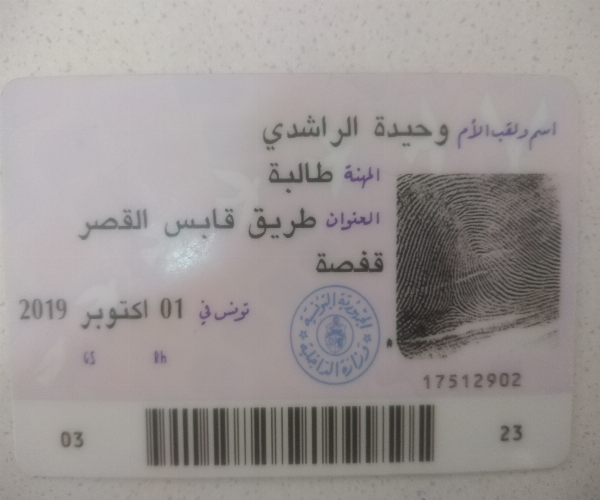 اسم ولقب الأم وحيدة الراشدي
المهنة طالبة
العنوان طريق قابس القصر
قفصة
تونس في 01 اكتوبر 2019
الجمهورية التونسية
وزارة الداخلية
GS Rh
17512902
03 23